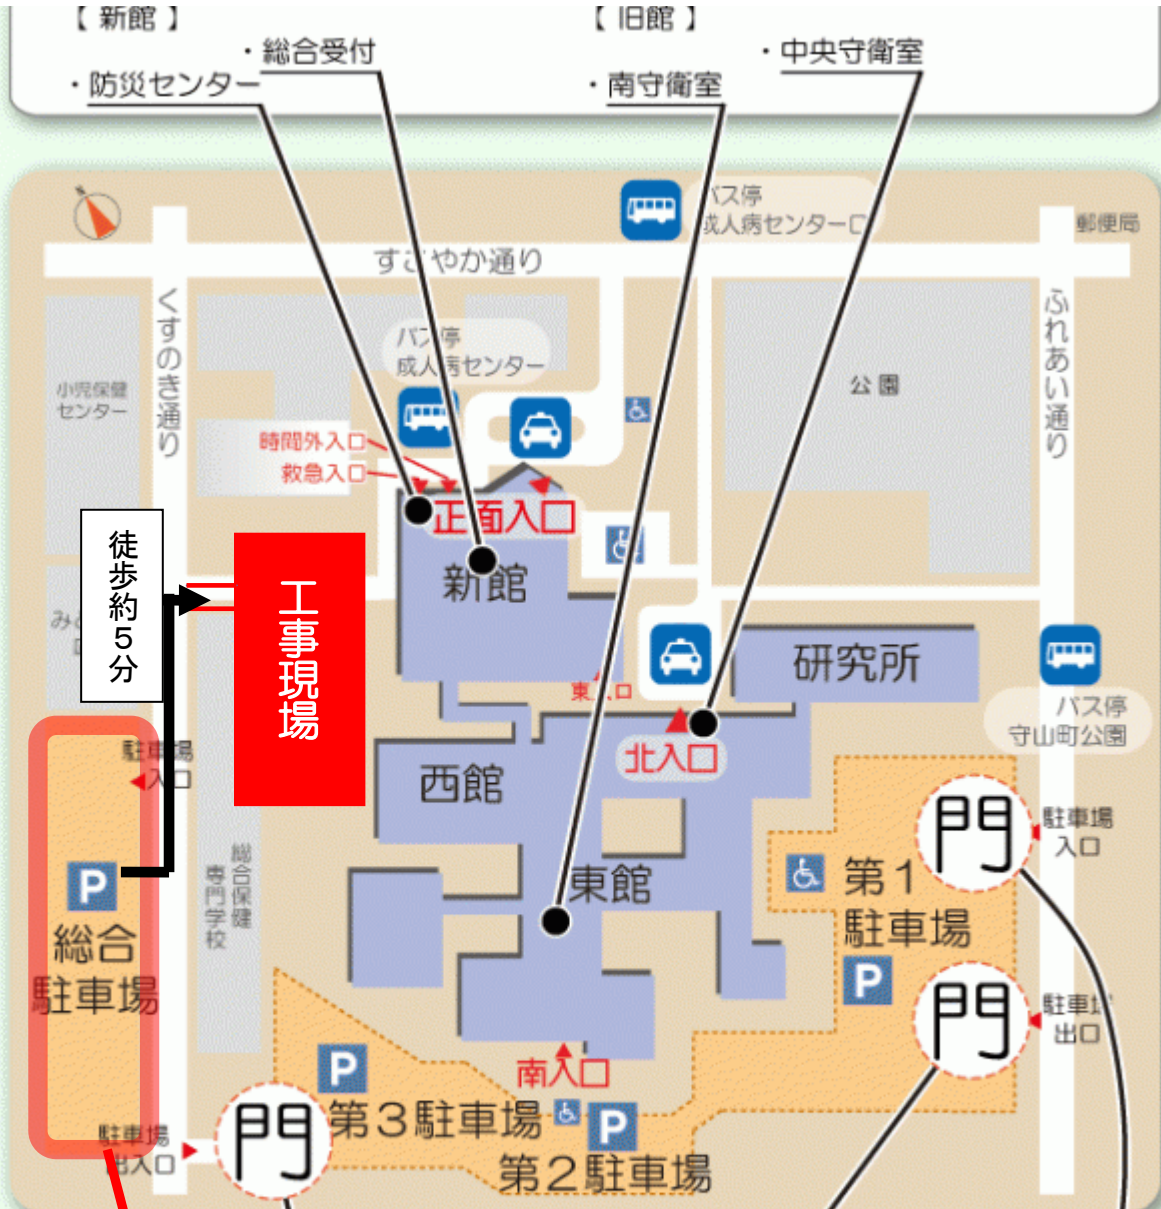 【 新館 】
・総合受付
・防災センター
【 旧館 】
・中央守衛室
・南守衛室
N
バス停
成人病センター口
郵便局
すこやか通り
くすのき通り
ふれあい通り
バス停
成人病センター
小児保健
センター
公園
時間外入口
救急入口
正面入口
新館
徒歩約5分
工事現場
み
東入口
研究所
バス停
守山町公園
北入口
西館
駐車場
入口
総合保健
専門学校
P
総合
駐車場
東館
第1
駐車場
P
門
駐車場
入口
門
駐車場
出口
南入口
P
第3駐車場
P
第2駐車場
門
駐車場
出入口